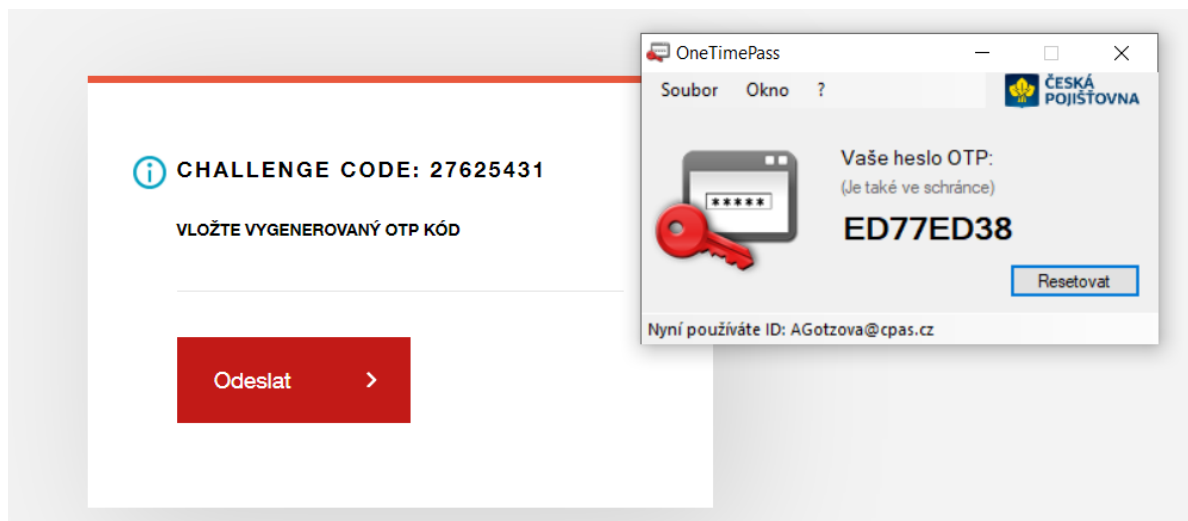 CHALLENGE CODE: 27625431
VLOŽTE VYGENEROVANÝ OTP KÓD
Odeslat
OneTimePass
Soubor Okno ?
ČESKÁ
POJIŠŤOVNA
*****
Vaše heslo OTP:
(Je také ve schránce)
ED77ED38
Resetovat
Nyní používáte ID: AGotzova@cpas.cz